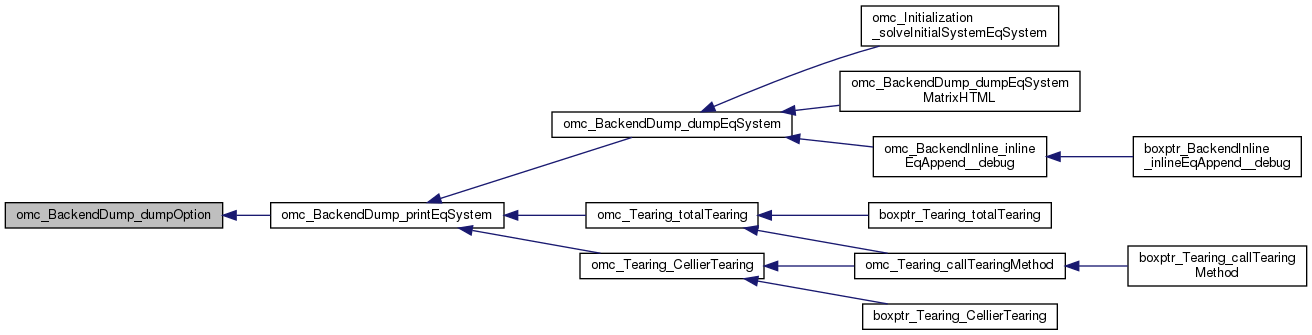 omc_Initialization
_solveInitialSystemEqSystem
omc_BackendDump_dumpEqSystem
MatrixHTML
omc_BackendDump_dumpEqSystem
omc_BackendInline_inline
EqAppend__debug
boxptr_BackendInline
_inlineEqAppend__debug
omc_BackendDump_dumpOption
omc_BackendDump_printEqSystem
omc_Tearing_totalTearing
boxptr_Tearing_totalTearing
omc_Tearing_CellierTearing
omc_Tearing_callTearingMethod
boxptr_Tearing_callTearing
Method
boxptr_Tearing_CellierTearing